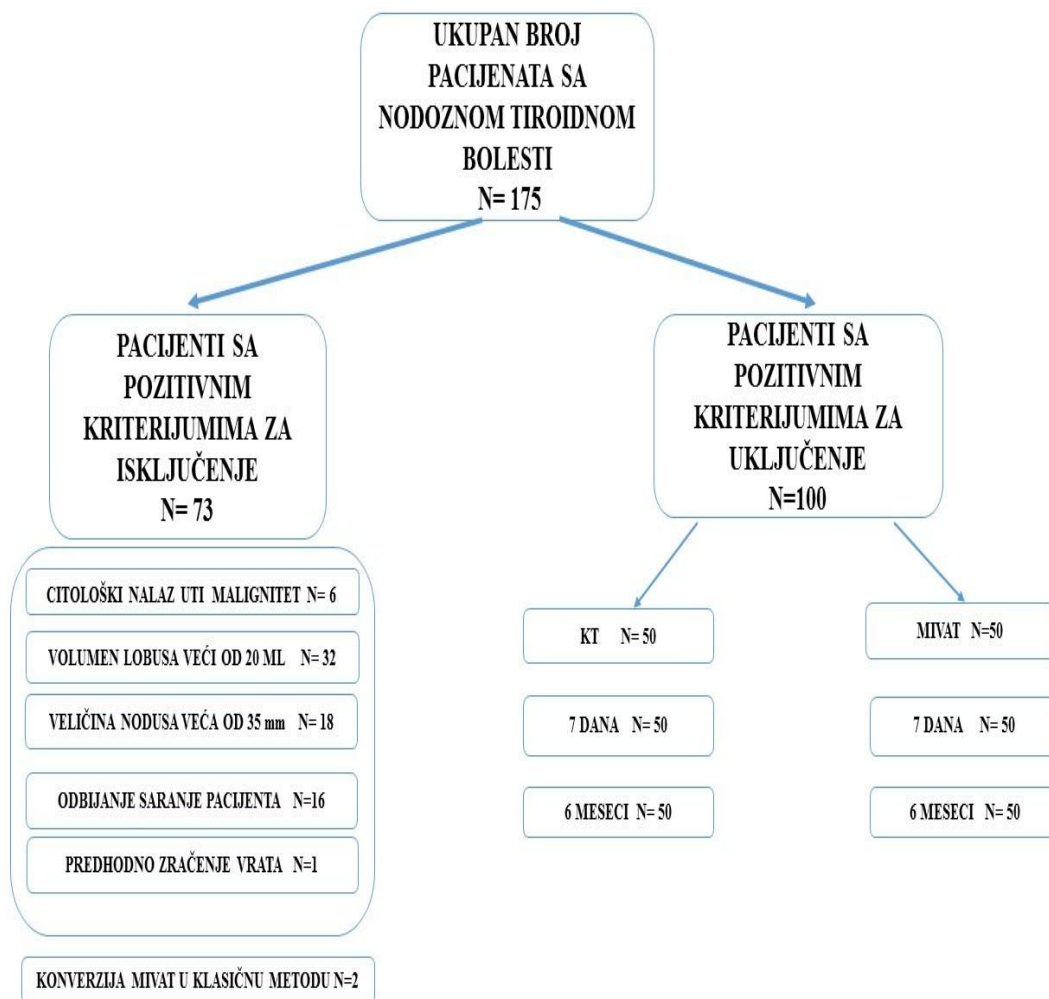 UKUPAN BROJ
PACIJENATA SA
NODOZNOM TIROIDNOM
BOLESTI
N= 175
PACIJENTI SA
POZITIVNIM
KRITERIJUMIMA ZA
ISKLJUČENJE
N= 73
CITOLOŠKI NALAZ UTI MALIGNITET N= 6
VOLUMEN LOBUSA VEĆI OD 20 ML N= 32
VELIČINA NODUSA VEĆA OD 35 mm N= 18
ODBIJANJE SARANJE PACIJENTA N=16
PREDHODNO ZRAČENJE VRATA N=1
KONVERZIJA MIVAT U KLASIČNU METODU N=2
PACIJENTI SA
POZITIVNIM
KRITERIJUMIMA ZA
UKLJUČENJE
N=100
KT N= 50
7 DANA N= 50
6 MESECI N= 50
MIVAT N=50
7 DANA N= 50
6 MESECI N= 50